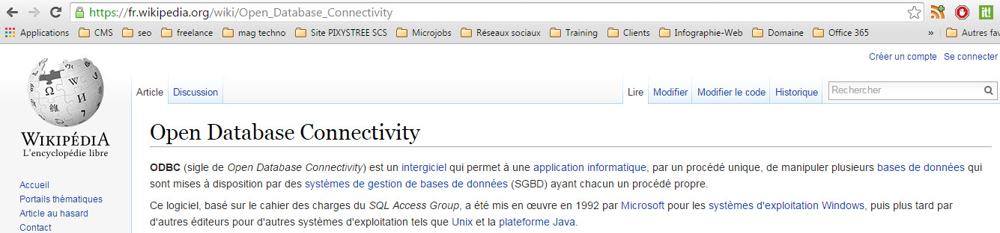 https://fr.wikipedia.org/wiki/Open_Database_Connectivity
it!
Applications CMS seo freelance mag techno Site PIXYSTREE SCS Microjobs Réseaux sociaux Training Clients Infographie-Web Domaine Office 365 » Autres fav
Créer un compte Se connecter
Article Discussion Lire Modifier Modifier le code Historique Rechercher
Ω W И 維
WIKIPÉDIA
L'encyclopédie libre
Open Database Connectivity
ODBC (sigle de Open Database Connectivity) est un intergiciel qui permet à une application informatique, par un procédé unique, de manipuler plusieurs bases de données qui
sont mises à disposition par des systèmes de gestion de bases de données (SGBD) ayant chacun un procédé propre.
Ce logiciel, basé sur le cahier des charges du SQL Access Group, a été mis en œuvre en 1992 par Microsoft pour les systèmes d'exploitation Windows, puis plus tard par
d'autres éditeurs pour d'autres systèmes d'exploitation tels que Unix et la plateforme Java.
Accueil
Portails thématiques
Article au hasard
Contact